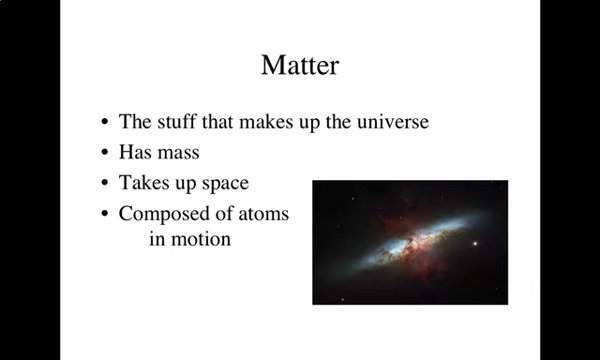 Matter
• The stuff that makes up the universe
• Has mass
• Takes up space
• Composed of atoms
in motion